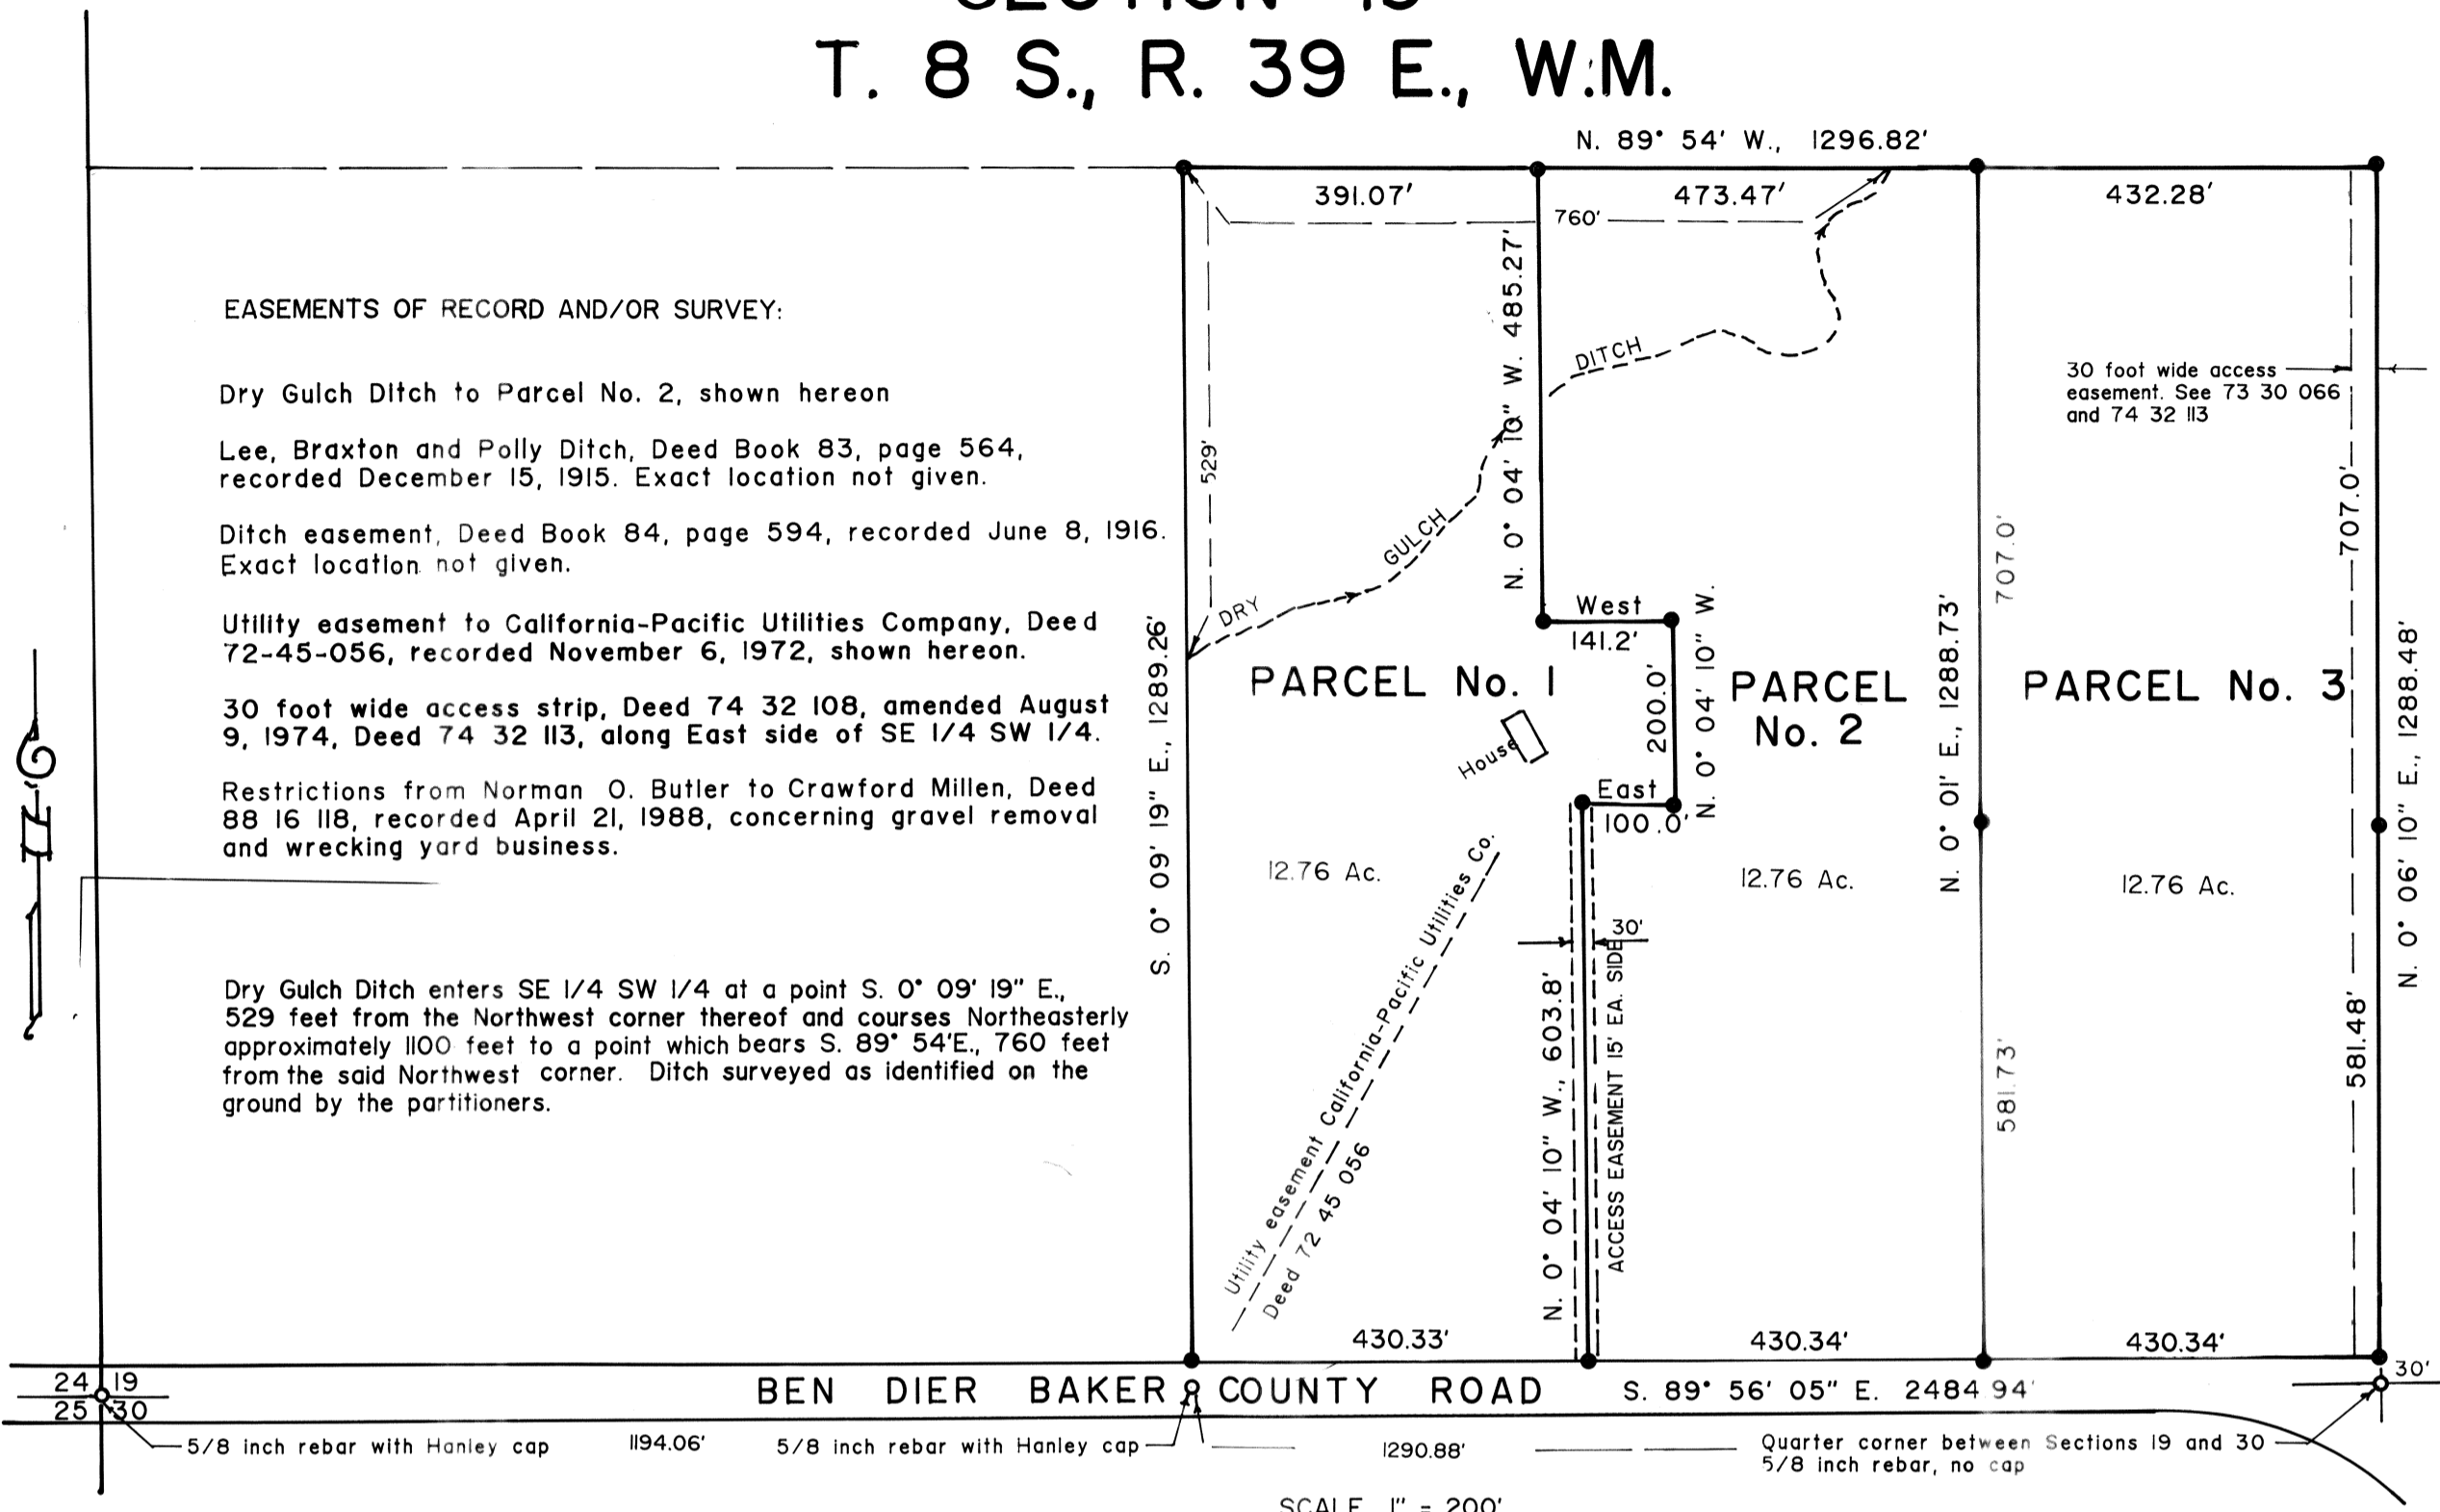 T. 8 S., R. 39 E., W.M.
N. 89° 54' W., 1296.82'
391.07'
473.47'
432.28'
760'
EASEMENTS OF RECORD AND/OR SURVEY:
Dry Gulch Ditch to Parcel No. 2, shown hereon
Lee, Braxton and Polly Ditch, Deed Book 83, page 564,
recorded December 15, 1915. Exact location not given.
Ditch easement, Deed Book 84, page 594, recorded June 8, 1916.
Exact location not given.
Utility easement to California-Pacific Utilities Company, Deed
72-45-056, recorded November 6, 1972, shown hereon.
30 foot wide access strip, Deed 74 32 108, amended August
9, 1974, Deed 74 32 113, along East side of SE 1/4 SW 1/4.
Restrictions from Norman O. Butler to Crawford Millen, Deed
88 16 118, recorded April 21, 1988, concerning gravel removal
and wrecking yard business.
Dry Gulch Ditch enters SE 1/4 SW 1/4 at a point S. 0° 09' 19" E.,
529 feet from the Northwest corner thereof and courses Northeasterly
approximately 1100 feet to a point which bears S. 89° 54'E., 760 feet
from the said Northwest corner. Ditch surveyed as identified on the
ground by the partitioners.
S. 0° 09' 19" E., 1289.26'
529'
DRY
GULCH
DITCH
N. 0° 04' 10" W. 485.27'
West
141.2'
200.0'
N. 0° 04' 10" W.
East
100.0'
PARCEL No. 1
House
12.76 Ac.
PARCEL
No. 2
12.76 Ac.
PARCEL No. 3
12.76 Ac.
30 foot wide access
easement. See 73 30 066
and 74 32 113
707.0'
N. 0° 01' E., 1288.73'
581.73'
707.0'
581.48'
N. 0° 06' 10" E., 1288.48'
30'
ACCESS EASEMENT 15' EA. SIDE
N. 0° 04' 10" W., 603.8'
Utility easement California-Pacific Utilities Co.
Deed 72 45 056
430.33'
430.34'
430.34'
30'
24 19
25 30
BEN DIER BAKER COUNTY ROAD
S. 89° 56' 05" E. 2484 94'
5/8 inch rebar with Hanley cap
1194.06'
5/8 inch rebar with Hanley cap
1290.88'
Quarter corner between Sections 19 and 30
5/8 inch rebar, no cap
SCALE 1" = 200'